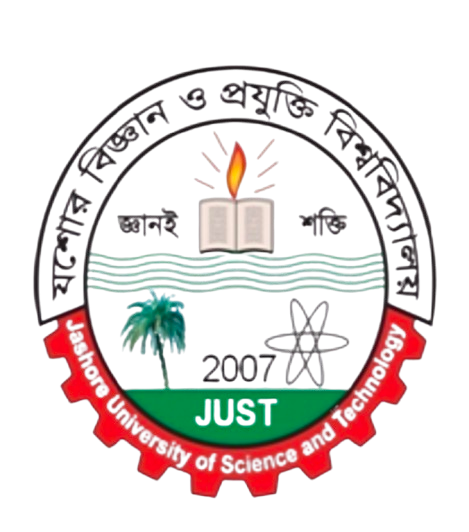 যশোর বিজ্ঞান ও প্রযুক্তি বিশ্ববিদ্যালয়
জ্ঞানই শক্তি
2007
JUST
Jashore University of Science and Technology